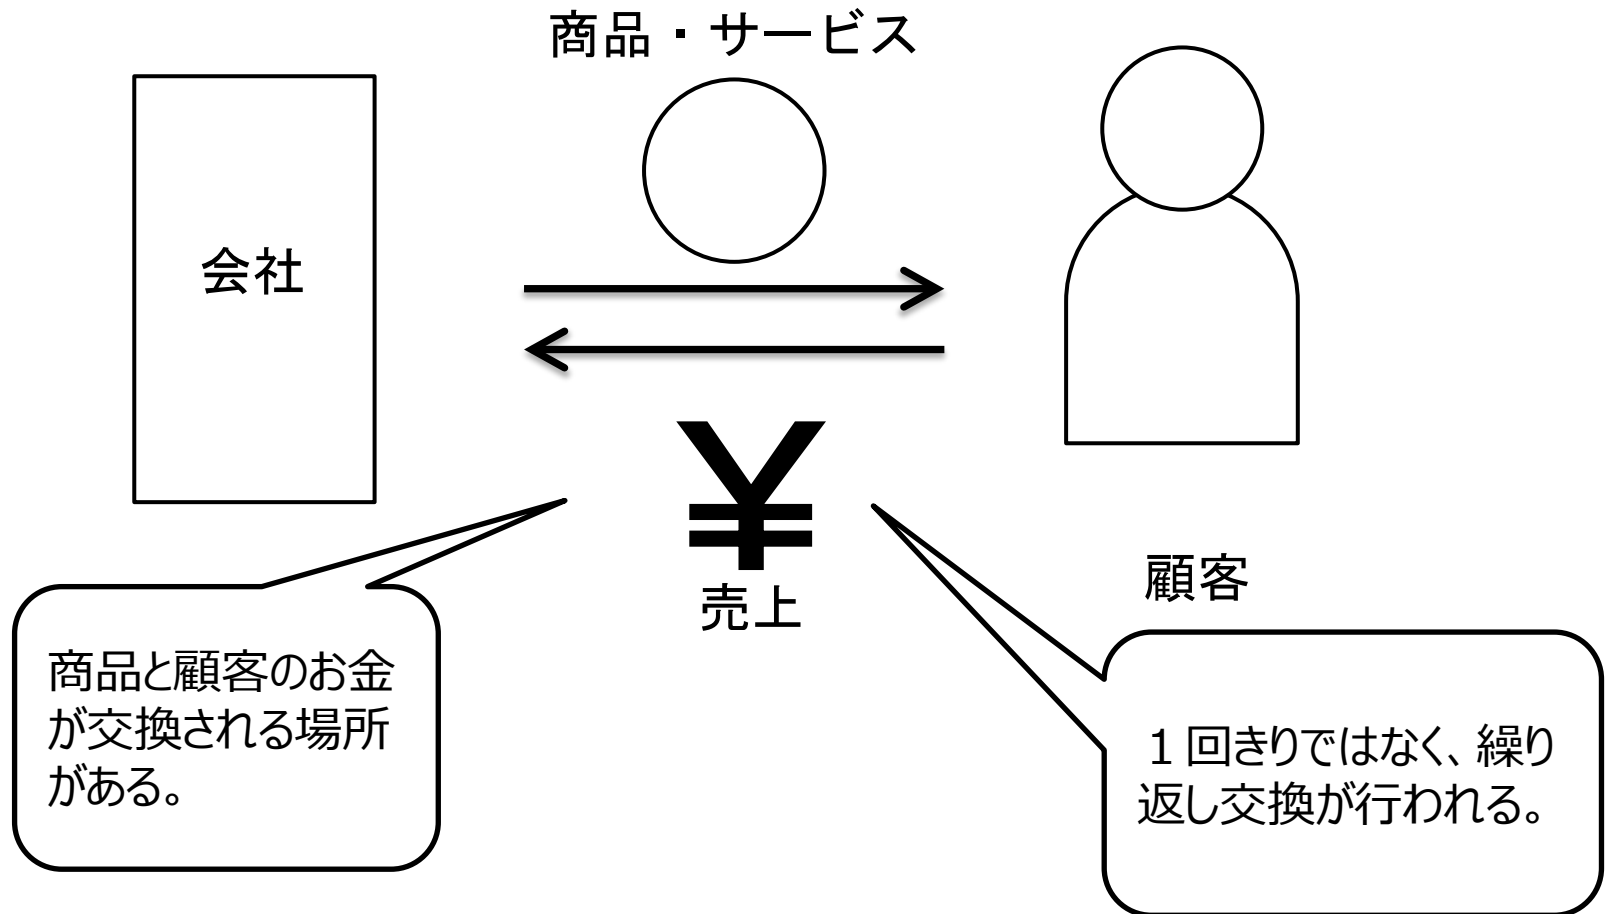 商品・サービス
会社
¥
売上
顧客
商品と顧客のお金
が交換される場所
がある。
１回きりではなく、繰り
返し交換が行われる。